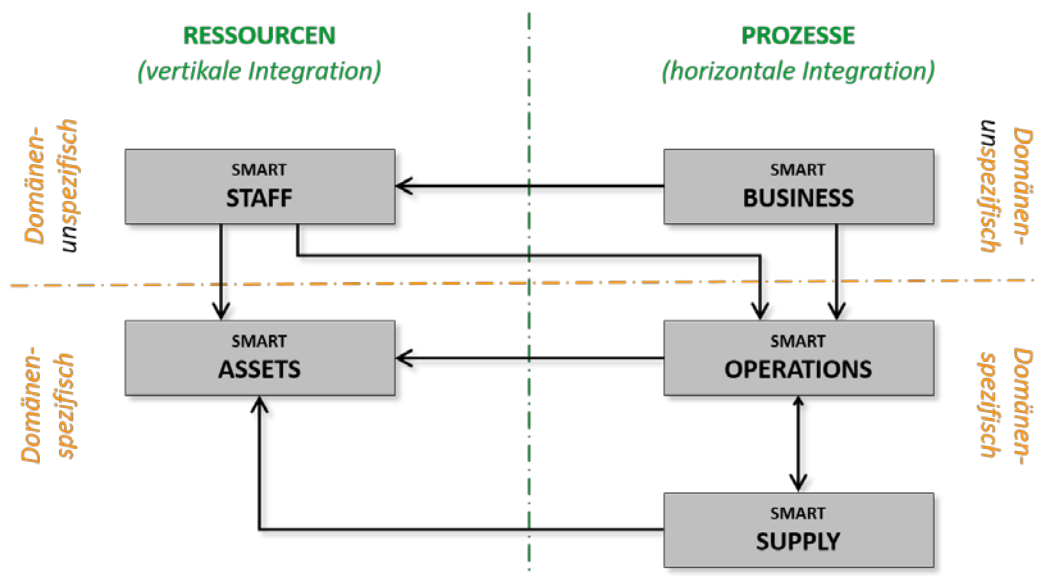 RESSOURCEN
(vertikale Integration)
PROZESSE
(horizontale Integration)
Domänen-
unspezifisch
SMART
STAFF
SMART
BUSINESS
Domänen-
unspezifisch
Domänen-
spezifisch
SMART
ASSETS
SMART
OPERATIONS
Domänen-
spezifisch
SMART
SUPPLY